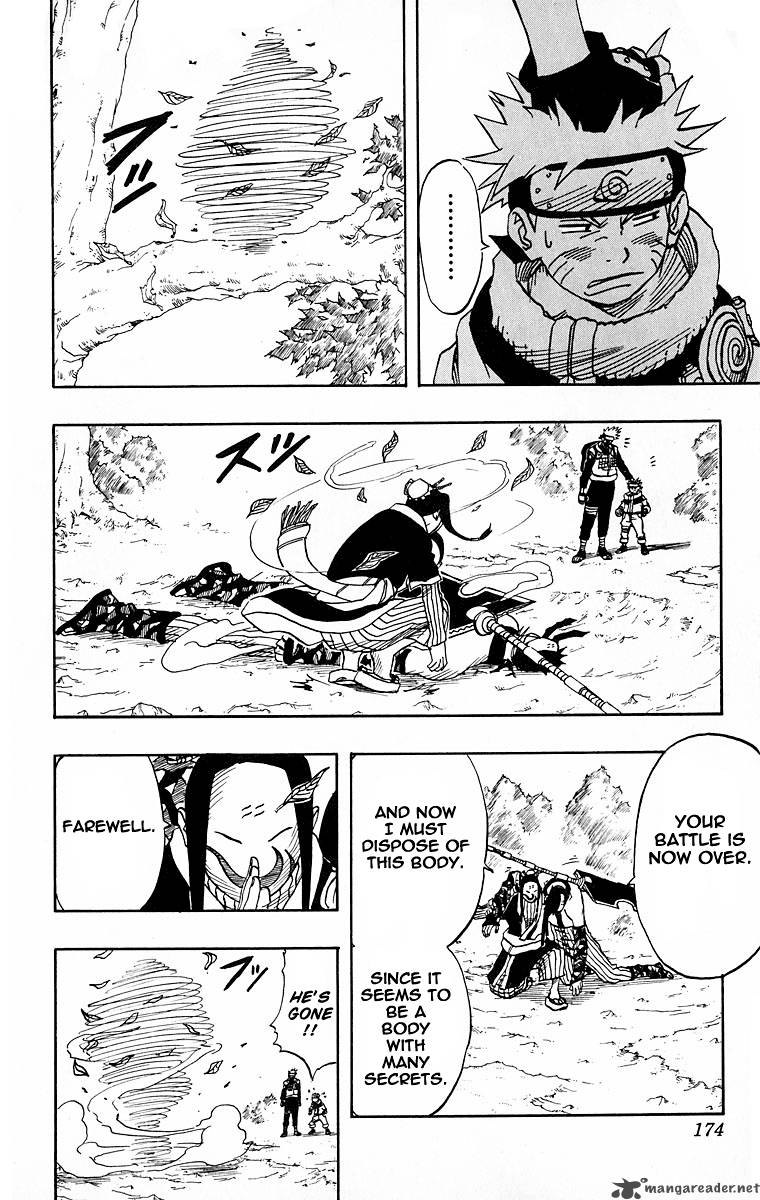 ………
フッ
スッ
YOUR
BATTLE IS
NOW OVER.
AND NOW
I MUST
DISPOSE OF
THIS BODY.
SINCE IT
SEEMS TO
BE A
BODY
WITH
MANY
SECRETS.
FAREWELL.
HE'S
GONE
!!
フッ
174
mangareader.net